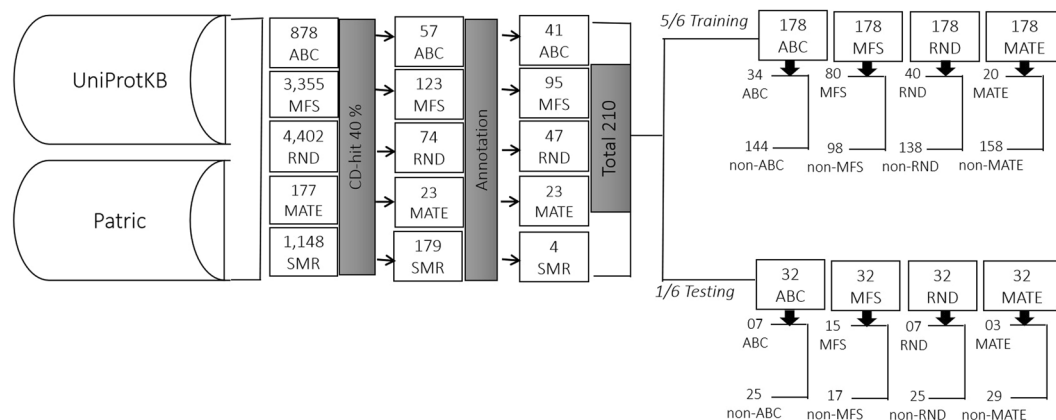 UniProtKB
Patric
878
ABC
3,355
MFS
4,402
RND
177
MATE
1,148
SMR
CD-hit 40 %
57
ABC
123
MFS
74
RND
23
MATE
179
SMR
Annotation
41
ABC
95
MFS
47
RND
23
MATE
4
SMR
Total 210
5/6 Training
178
ABC
178
MFS
178
RND
178
MATE
34
ABC
80
MFS
40
RND
20
MATE
144
non-ABC
98
non-MFS
138
non-RND
158
non-MATE
1/6 Testing
32
ABC
32
MFS
32
RND
32
MATE
07
ABC
15
MFS
07
RND
03
MATE
25
non-ABC
17
non-MFS
25
non-RND
29
non-MATE